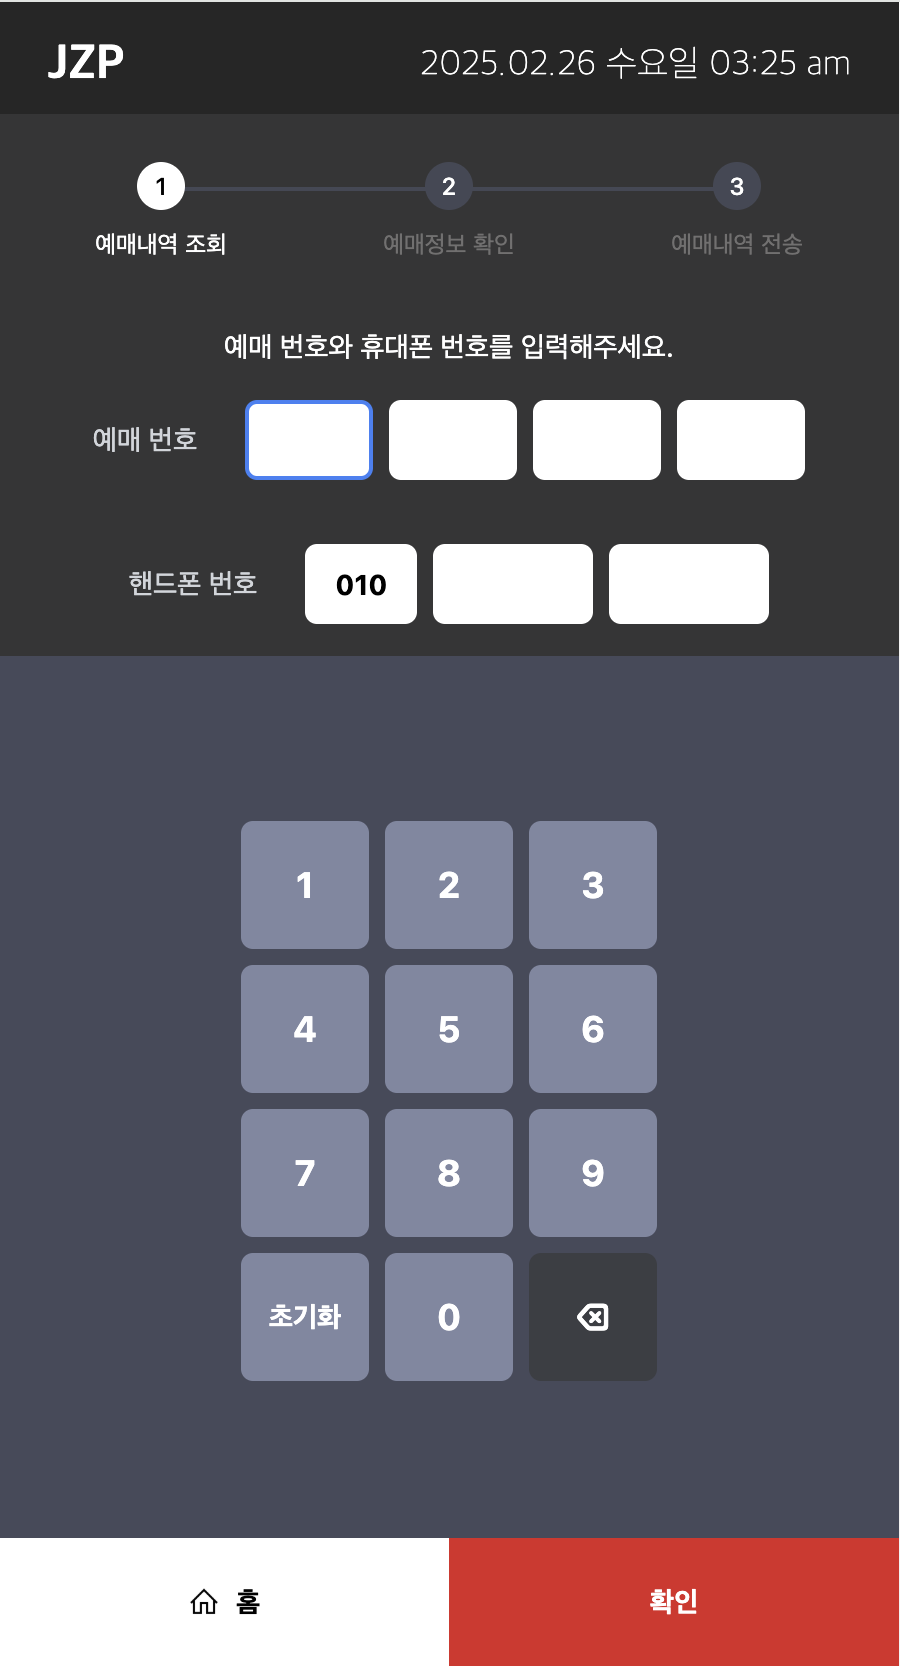 JZP
2025.02.26 수요일 03:25 am
1 2 3
예매내역 조회 예매정보 확인 예매내역 전송
예매 번호와 휴대폰 번호를 입력해주세요.
예매 번호
핸드폰 번호 010
1 2 3
4 5 6
7 8 9
초기화 0
홈 확인